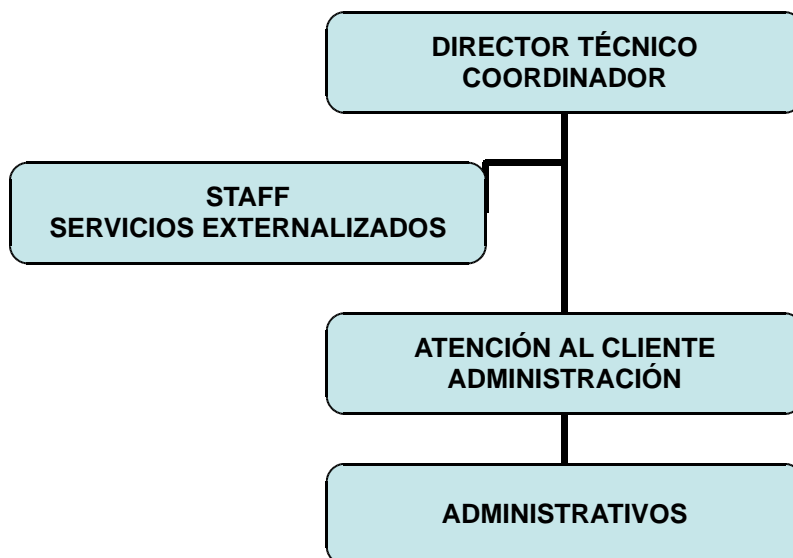 DIRECTOR TÉCNICO
COORDINADOR
STAFF
SERVICIOS EXTERNALIZADOS
ATENCIÓN AL CLIENTE
ADMINISTRACIÓN
ADMINISTRATIVOS